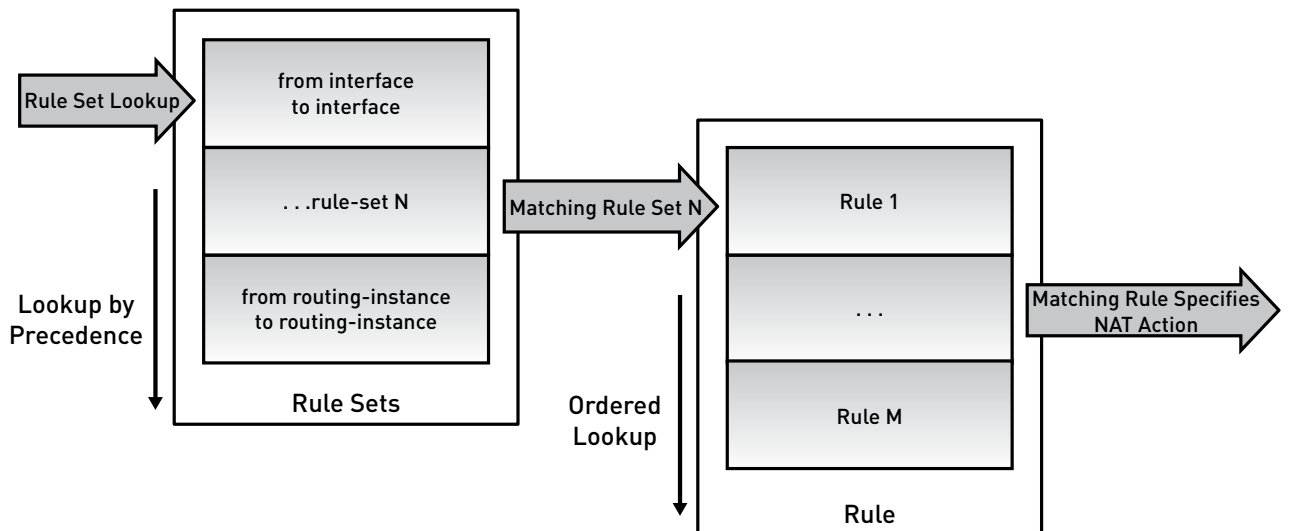 Rule Set Lookup
from interface
to interface
. . .rule-set N
from routing-instance
to routing-instance
Lookup by
Precedence
Rule Sets
Matching Rule Set N
Rule 1
. . .
Rule M
Ordered
Lookup
Rule
Matching Rule Specifies
NAT Action